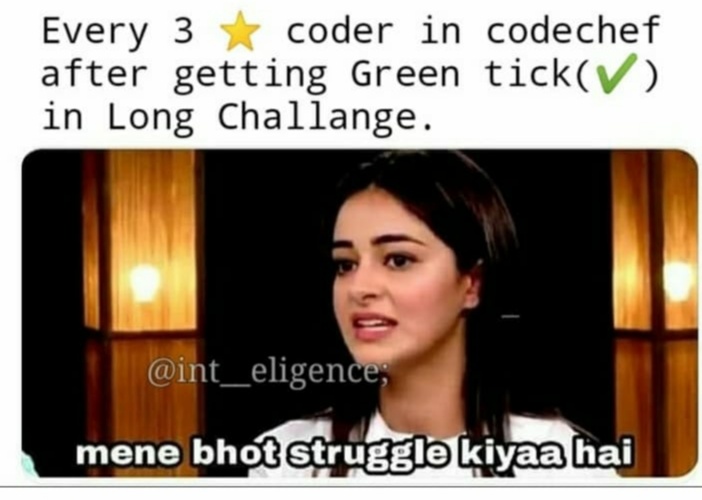 Every 3 ⭐ coder in codechef
after getting Green tick(✔)
in Long Challange.
@int__eligence;
mene bhot struggle kiyaa hai